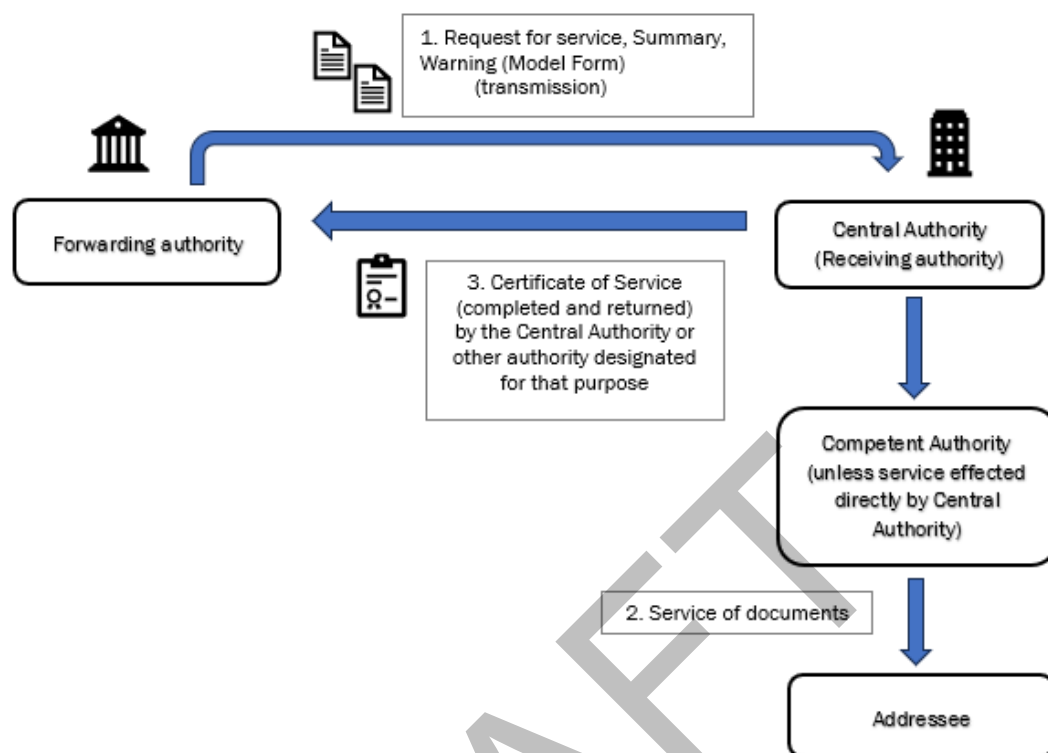 1. Request for service, Summary,
Warning (Model Form)
(transmission)
Forwarding authority
Central Authority
(Receiving authority)
3. Certificate of Service
(completed and returned)
by the Central Authority or
other authority designated
for that purpose
Competent Authority
(unless service effected
directly by Central
Authority)
2. Service of documents
Addressee